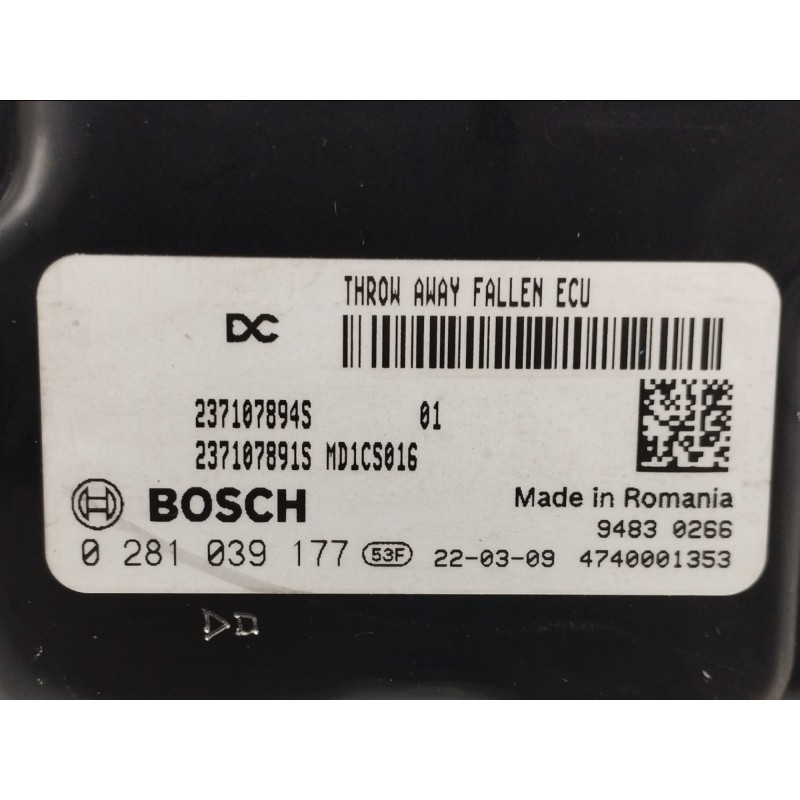 THROW AWAY FALLEN ECU
DC
237107894S 01
237107891S MD1CS016
BOSCH
Made in Romania
9483 0266
0 281 039 177 53F 22-03-09 4740001353